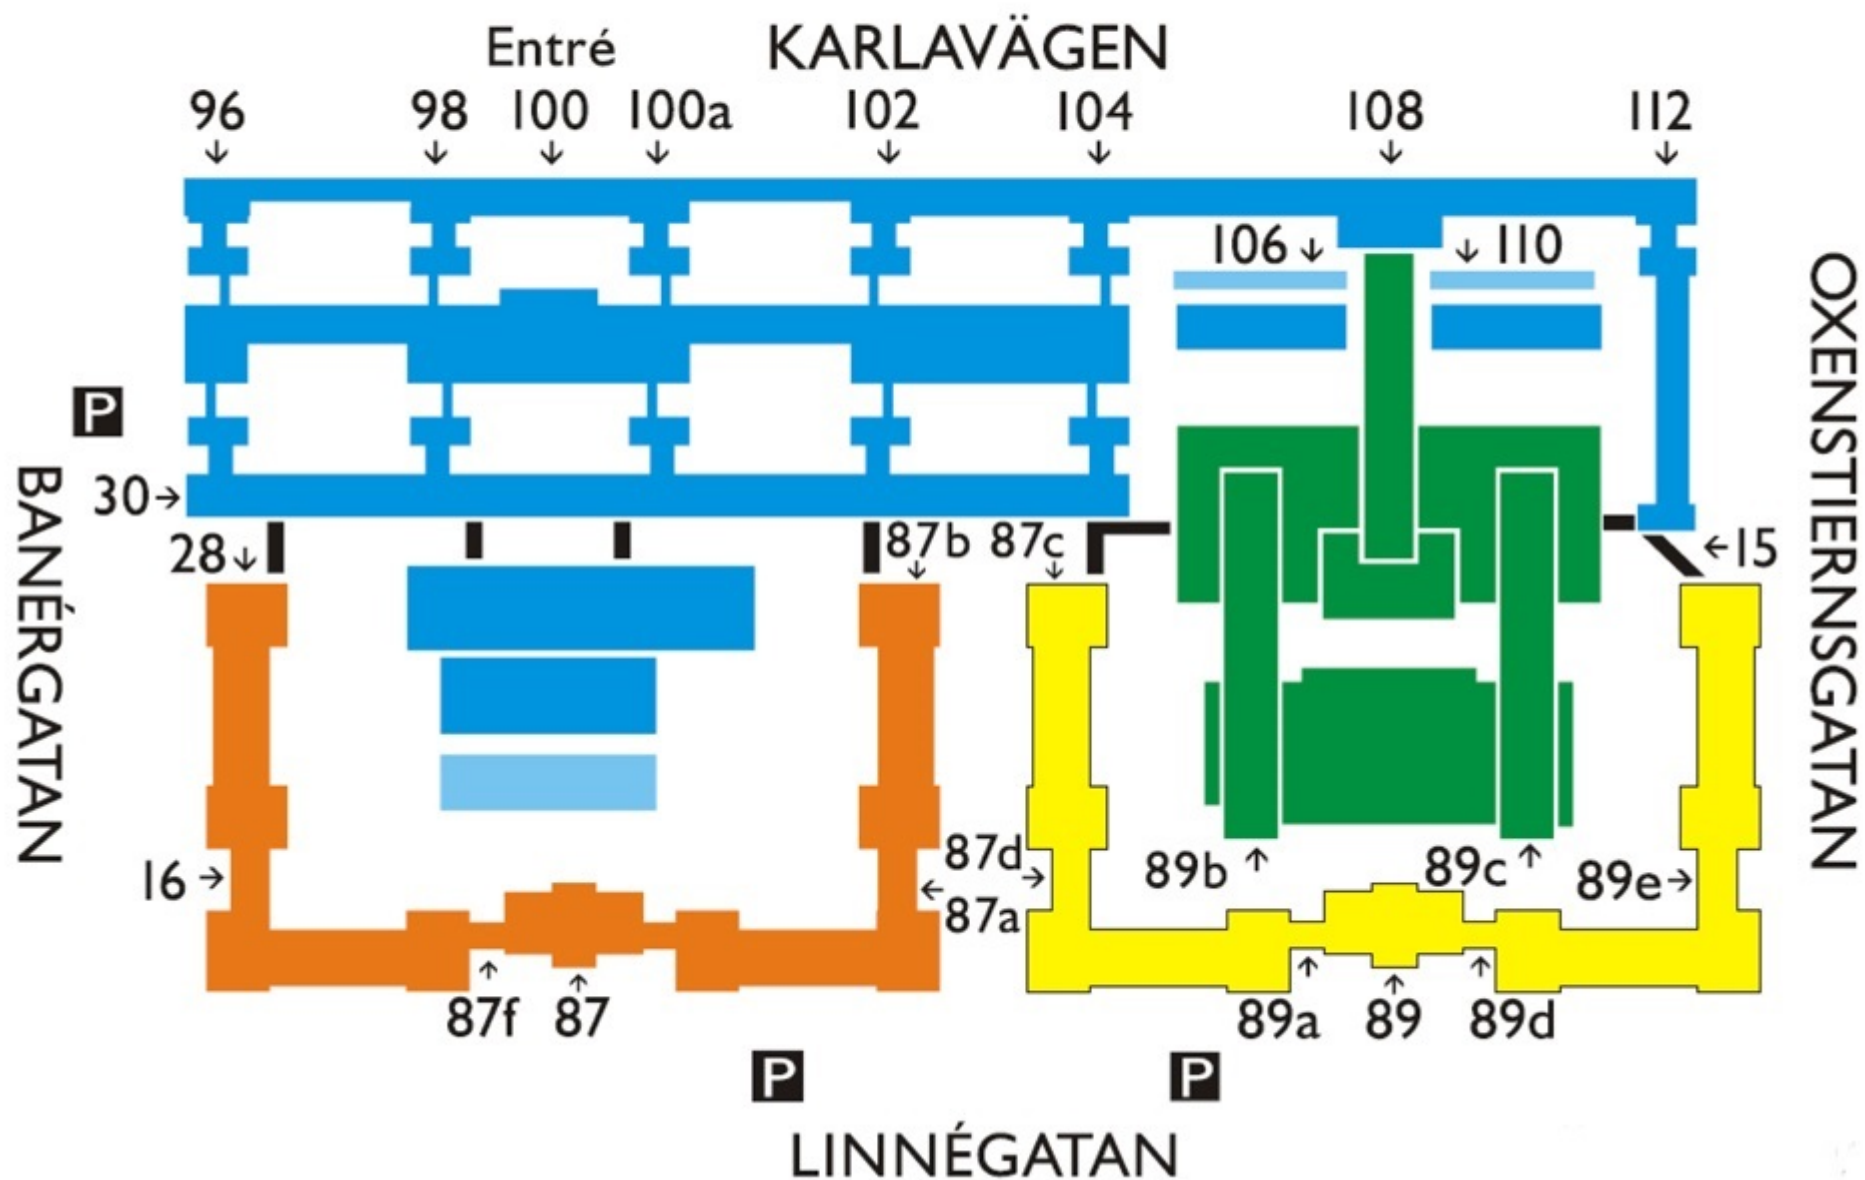 Entré KARLAVÄGEN
96 98 100 100a 102 104 108 112
106 110
OXENSTIERNSGATAN
P
BANÉRGATAN
30
28 87b 87c 15
87d
16 89b 89c 89e
87a
87f 87 89a 89 89d
P P
LINNÉGATAN